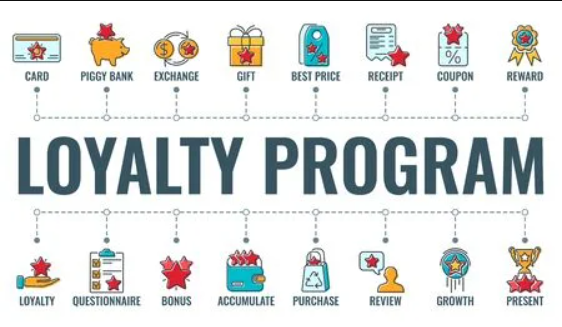 CARD PIGGY BANK EXCHANGE GIFT BEST PRICE RECEIPT COUPON REWARD
LOYALTY PROGRAM
LOYALTY QUESTIONNAIRE BONUS ACCUMULATE PURCHASE REVIEW GROWTH PRESENT